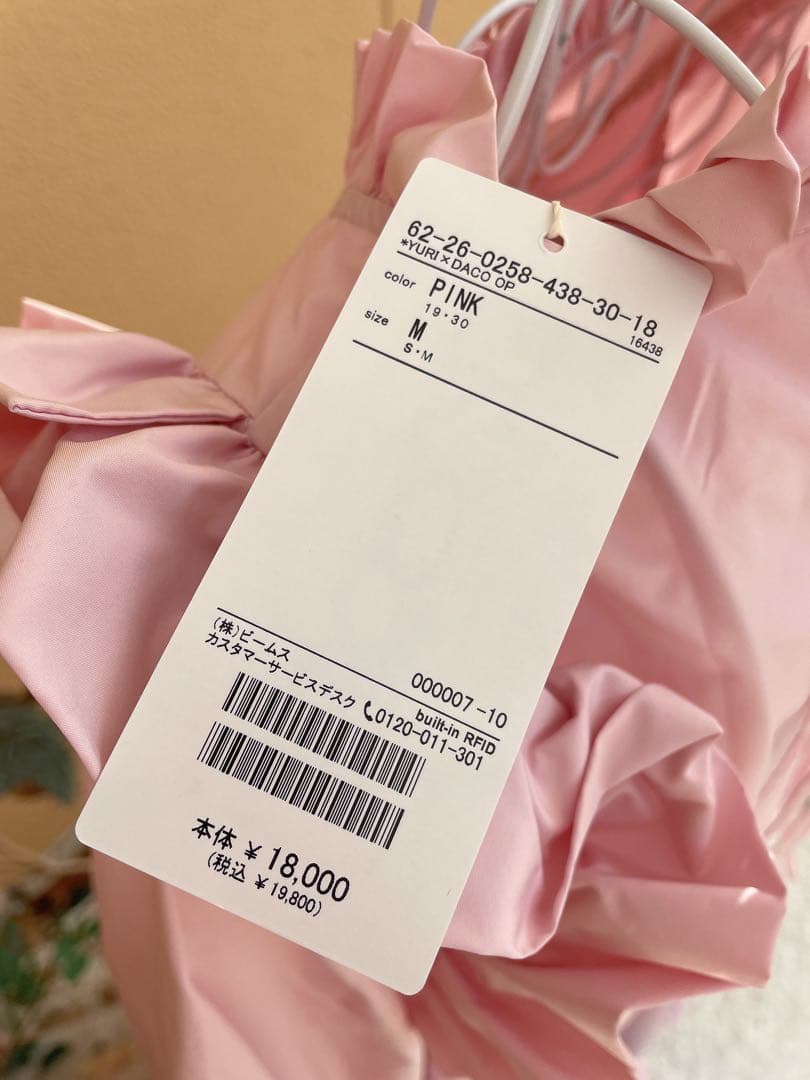 62-26-0258-438-30-18
*YURI×DACO OP 16438
color PINK
19・30
size M
S・M
(株)ビームス 000007-10
カスタマーサービスデスク built-in RFID
0120-011-301
本体 ¥18,000
(税込 ¥19,800)